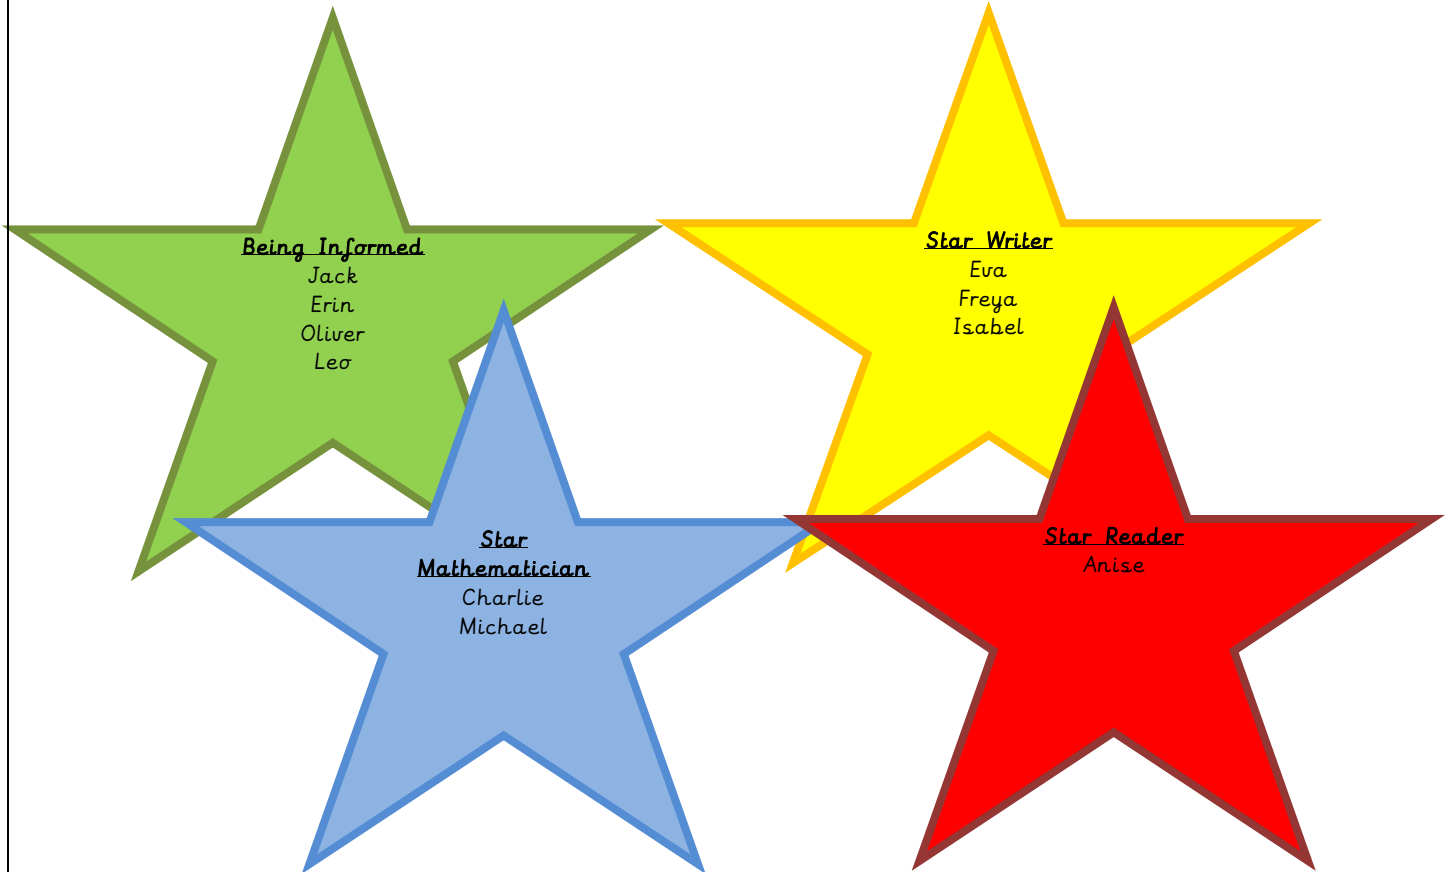 Being Informed
Jack
Erin
Oliver
Leo
Star Writer
Eva
Freya
Isabel
Star
Mathematician
Charlie
Michael
Star Reader
Anise